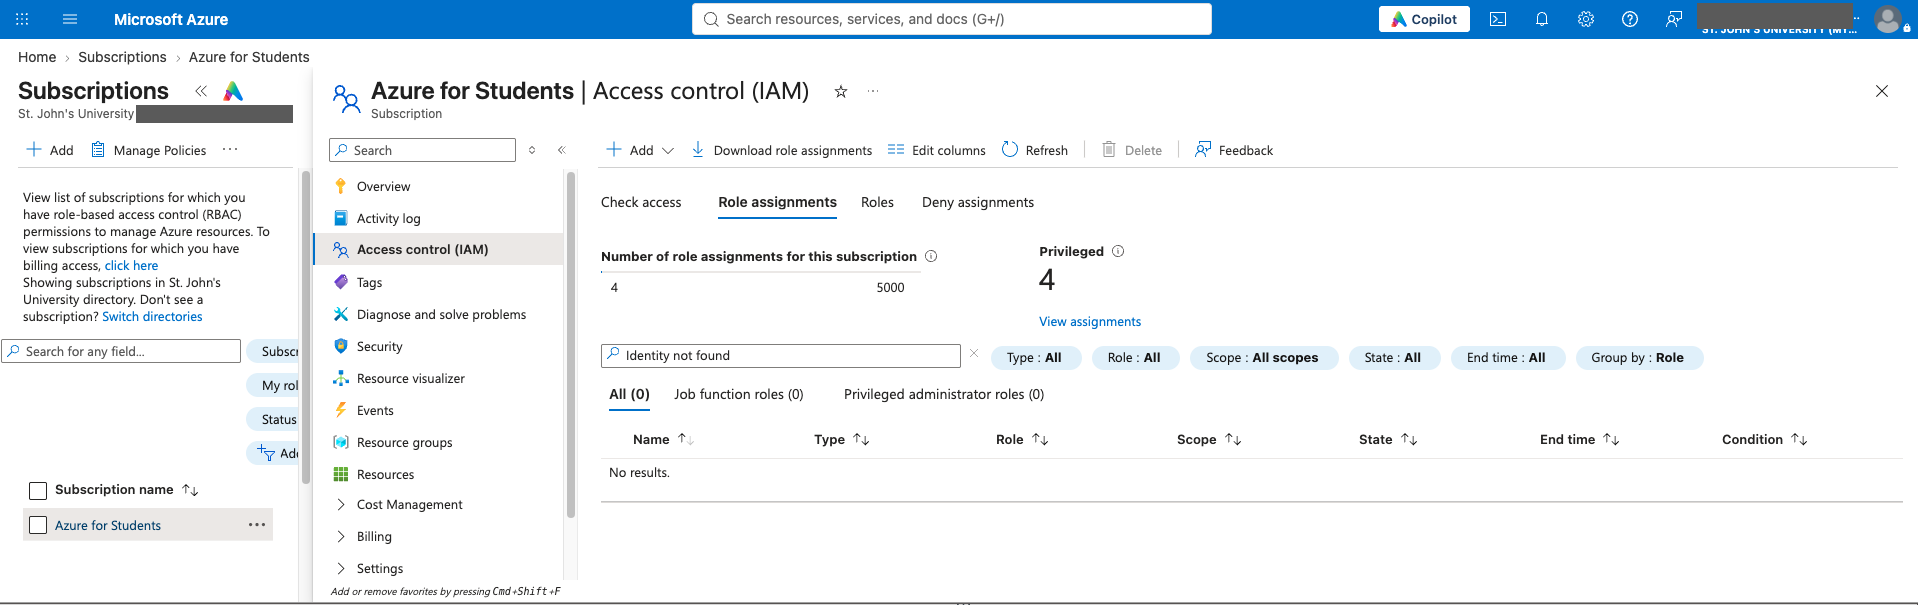 Microsoft Azure
Search resources, services, and docs (G+/)
Copilot
Home > Subscriptions > Azure for Students
Subscriptions
St. John's University
Add
Manage Policies
View list of subscriptions for which you
have role-based access control (RBAC)
permissions to manage Azure resources. To
view subscriptions for which you have
billing access, click here
Showing subscriptions in St. John's
University directory. Don't see a
subscription? Switch directories
Search for any field...
Subscr
My rol
Status
Add
Subscription name
Azure for Students
Azure for Students | Access control (IAM)
Subscription
Search
Overview
Activity log
Access control (IAM)
Tags
Diagnose and solve problems
Security
Resource visualizer
Events
Resource groups
Resources
Cost Management
Billing
Settings
Add or remove favorites by pressing Cmd+Shift+F
Add
Download role assignments
Edit columns
Refresh
Delete
Feedback
Check access
Role assignments
Roles
Deny assignments
Number of role assignments for this subscription
4
5000
Privileged
4
View assignments
Identity not found
Type : All
Role : All
Scope : All scopes
State : All
End time : All
Group by : Role
All (0)
Job function roles (0)
Privileged administrator roles (0)
Name
Type
Role
Scope
State
End time
Condition
No results.